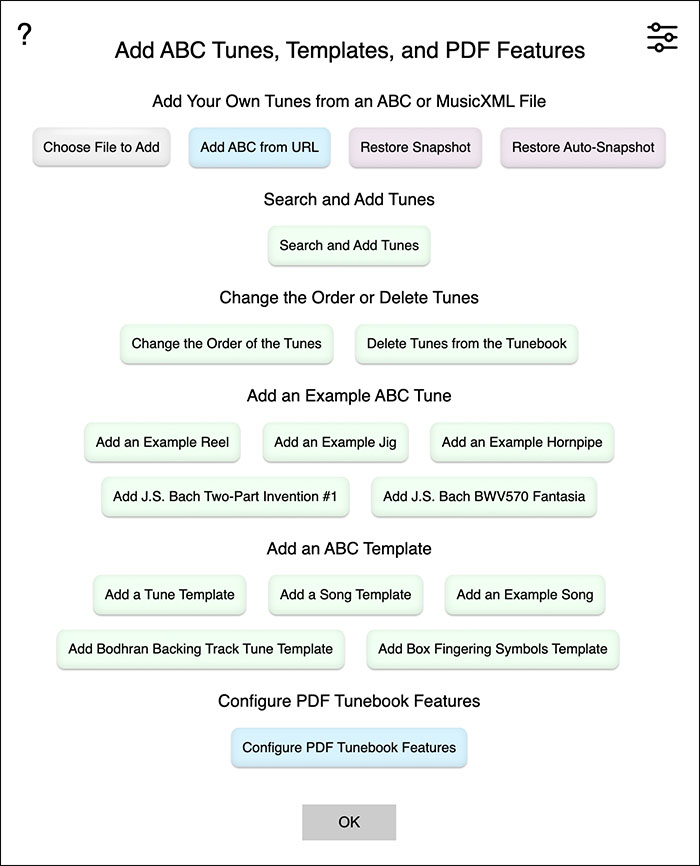 ?
Add ABC Tunes, Templates, and PDF Features
Add Your Own Tunes from an ABC or MusicXML File
Choose File to Add Add ABC from URL Restore Snapshot Restore Auto-Snapshot
Search and Add Tunes
Search and Add Tunes
Change the Order or Delete Tunes
Change the Order of the Tunes Delete Tunes from the Tunebook
Add an Example ABC Tune
Add an Example Reel Add an Example Jig Add an Example Hornpipe
Add J.S. Bach Two-Part Invention #1 Add J.S. Bach BWV570 Fantasia
Add an ABC Template
Add a Tune Template Add a Song Template Add an Example Song
Add Bodhran Backing Track Tune Template Add Box Fingering Symbols Template
Configure PDF Tunebook Features
Configure PDF Tunebook Features
OK